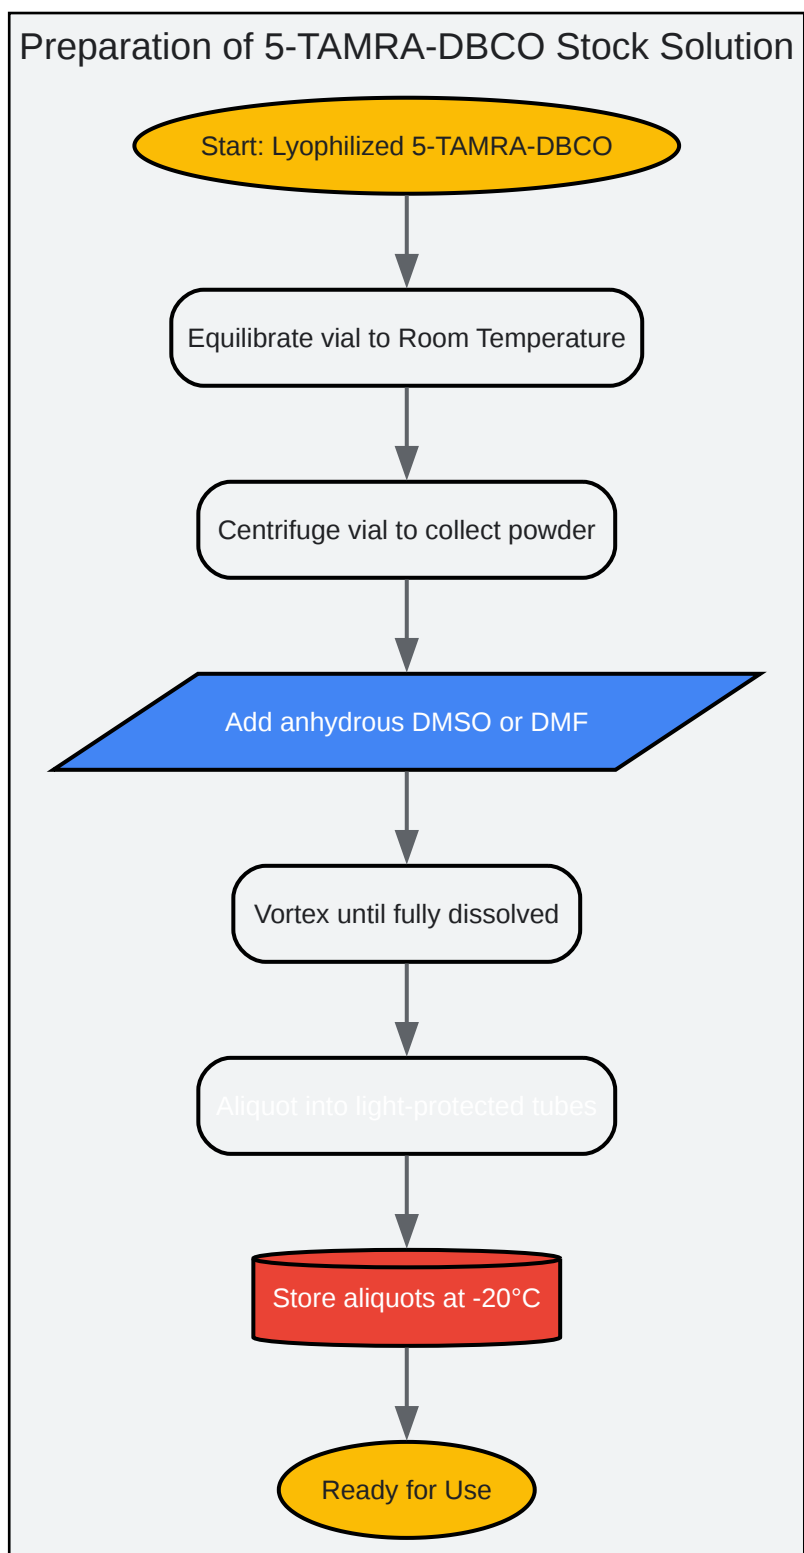 Preparation of 5-TAMRA-DBCO Stock Solution
Start: Lyophilized 5-TAMRA-DBCO
Equilibrate vial to Room Temperature
Centrifuge vial to collect powder
Add anhydrous DMSO or DMF
Vortex until fully dissolved
Aliquot into light-protected tubes
Store aliquots at -20°C
Ready for Use